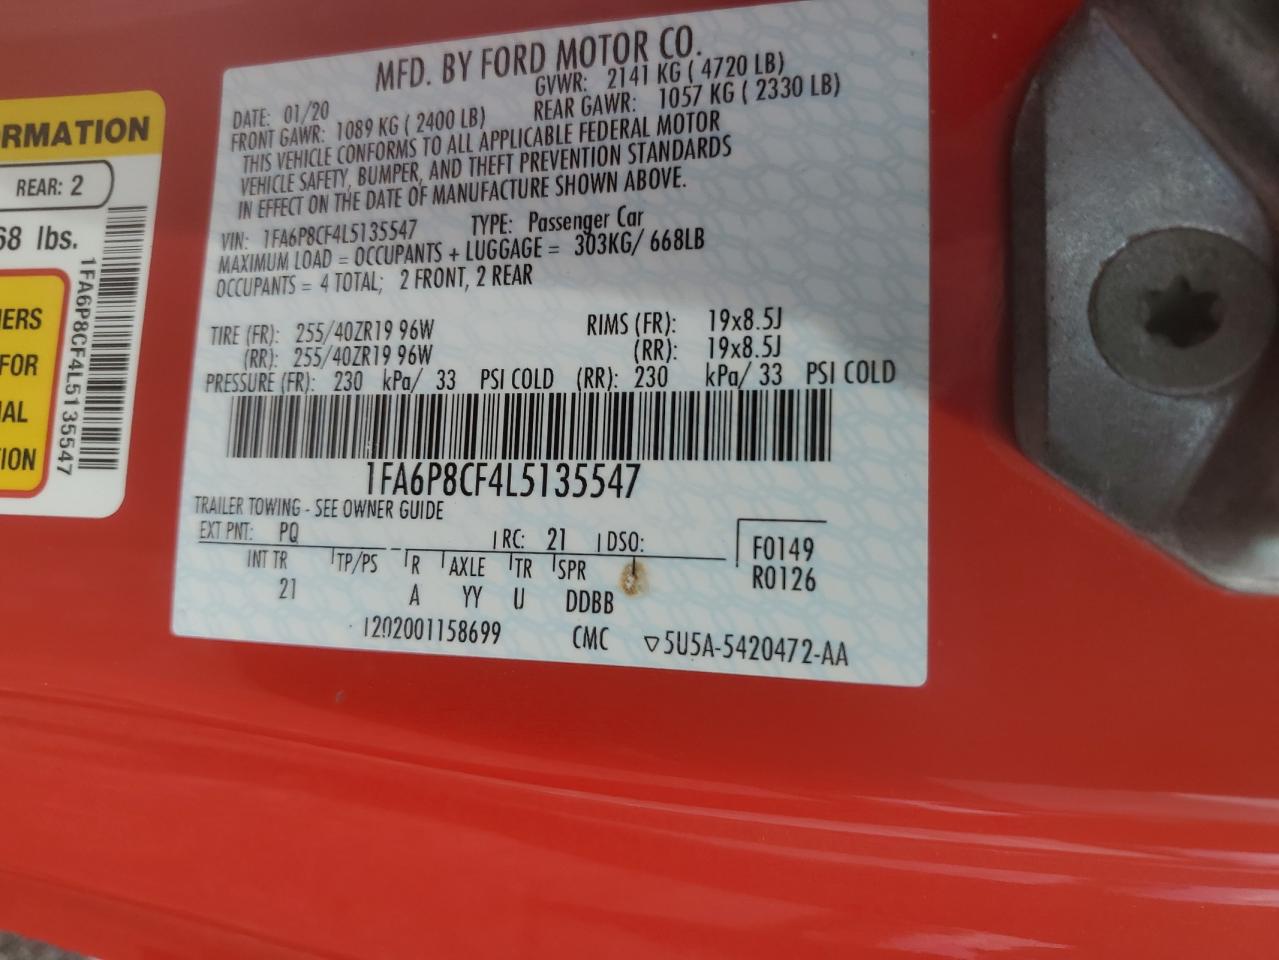 MFD. BY FORD MOTOR CO.
DATE: 01/20 GVWR: 2141 KG ( 4720 LB)
FRONT GAWR: 1089 KG ( 2400 LB) REAR GAWR: 1057 KG ( 2330 LB)
THIS VEHICLE CONFORMS TO ALL APPLICABLE FEDERAL MOTOR
VEHICLE SAFETY, BUMPER, AND THEFT PREVENTION STANDARDS
IN EFFECT ON THE DATE OF MANUFACTURE SHOWN ABOVE.
VIN: 1FA6P8CF4L5135547 TYPE: Passenger Car
MAXIMUM LOAD = OCCUPANTS + LUGGAGE = 303KG/ 668LB
OCCUPANTS = 4 TOTAL; 2 FRONT, 2 REAR
TIRE (FR): 255/40ZR19 96W RIMS (FR): 19x8.5J
(RR): 255/40ZR19 96W (RR): 19x8.5J
PRESSURE (FR): 230 kPa/ 33 PSI COLD (RR): 230 kPa/ 33 PSI COLD
1FA6P8CF4L5135547
TRAILER TOWING - SEE OWNER GUIDE
EXT PNT: PQ RC: 21 DSO: F0149
INT TR TP/PS R AXLE TR SPR R0126
21 A YY U DDBB
1202001158699 CMC ▽5U5A-5420472-AA
RMATION
REAR: 2
68 lbs.
1FA6P8CF4L5135547
IERS
FOR
IAL
ION